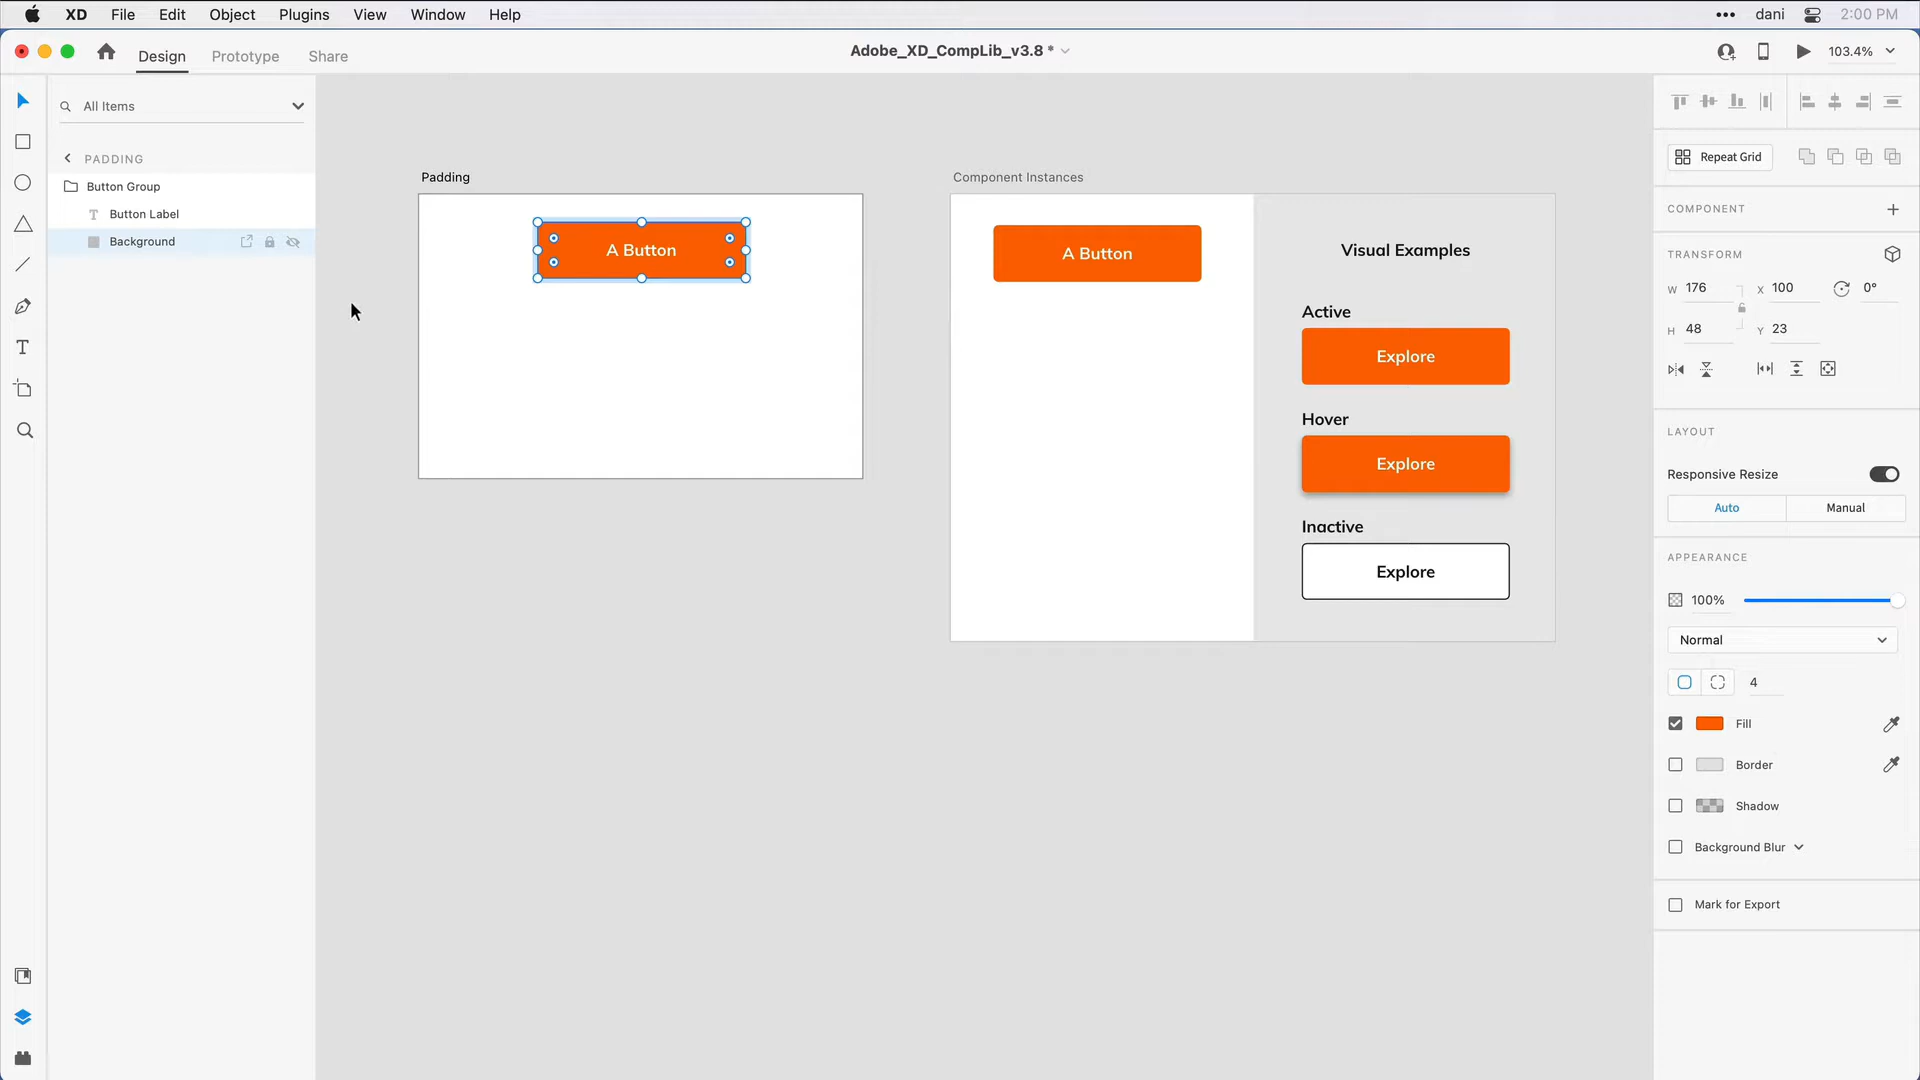 XD File Edit Object Plugins View Window Help
dani 2:00 PM
Design Prototype Share
Adobe_XD_CompLib_v3.8 *
103.4%
All Items
PADDING
Button Group
Button Label
Background
Padding
A Button
Component Instances
A Button
Visual Examples
Active
Explore
Hover
Explore
Inactive
Explore
Repeat Grid
COMPONENT
TRANSFORM
W 176 X 100 0°
H 48 Y 23
LAYOUT
Responsive Resize
Auto Manual
APPEARANCE
100%
Normal
4
Fill
Border
Shadow
Background Blur
Mark for Export